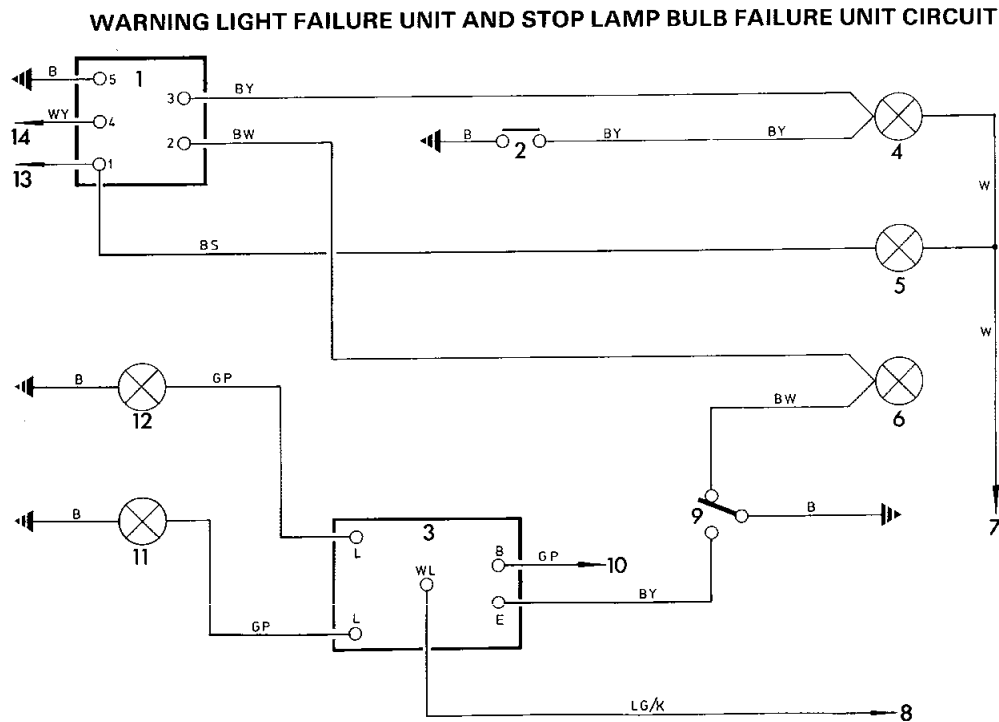 WARNING LIGHT FAILURE UNIT AND STOP LAMP BULB FAILURE UNIT CIRCUIT
B 5 1
3 BY
WY 4
14
B 2 BY BY 4
2 BW
1
13
W
BS
5
W
B GP
12
BW 6
B GP
11
3
9 B
7
L B GP 10
WL
E BY
L
GP
LG/K 8